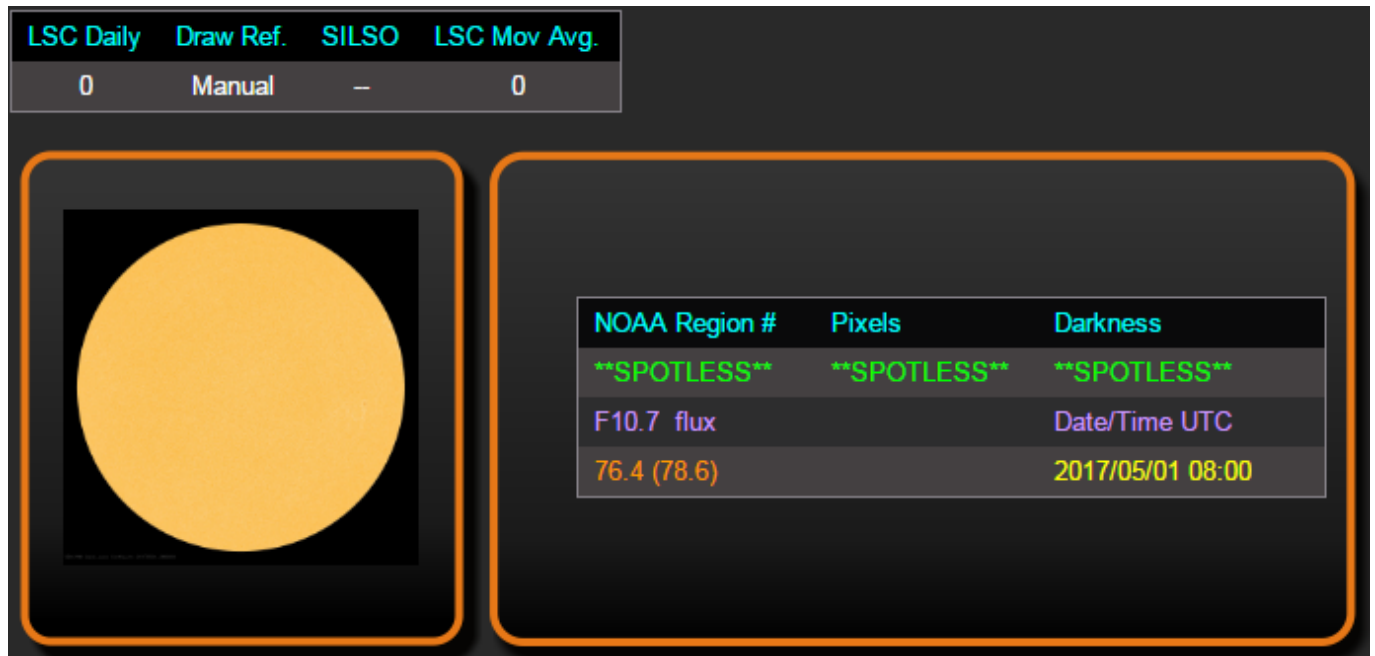 LSC Daily Draw Ref. SILSO LSC Mov Avg.
0 Manual -- 0
NOAA Region # Pixels Darkness
**SPOTLESS** **SPOTLESS** **SPOTLESS**
F10.7 flux Date/Time UTC
76.4 (78.6) 2017/05/01 08:00